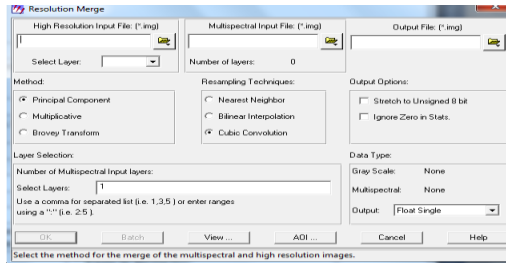 Resolution Merge
High Resolution Input File: (*.img)
Multispectral Input File: (*.img)
Output File: (*.img)
Select Layer:
Number of layers: 0
Method:
Resampling Techniques:
Output Options:
Principal Component
Nearest Neighbor
Stretch to Unsigned 8 bit
Multiplicative
Bilinear Interpolation
Ignore Zero in Stats.
Brovey Transform
Cubic Convolution
Layer Selection:
Data Type:
Number of Multispectral Input layers:
Gray Scale: None
Select Layers: 1
Multispectral: None
Use a comma for separated list (i.e. 1,3,5 ) or enter ranges
using a ":" (i.e. 2:5 ).
Output: Float Single
OK Batch View ... AOI ... Cancel Help
Select the method for the merge of the multispectral and high resolution images.